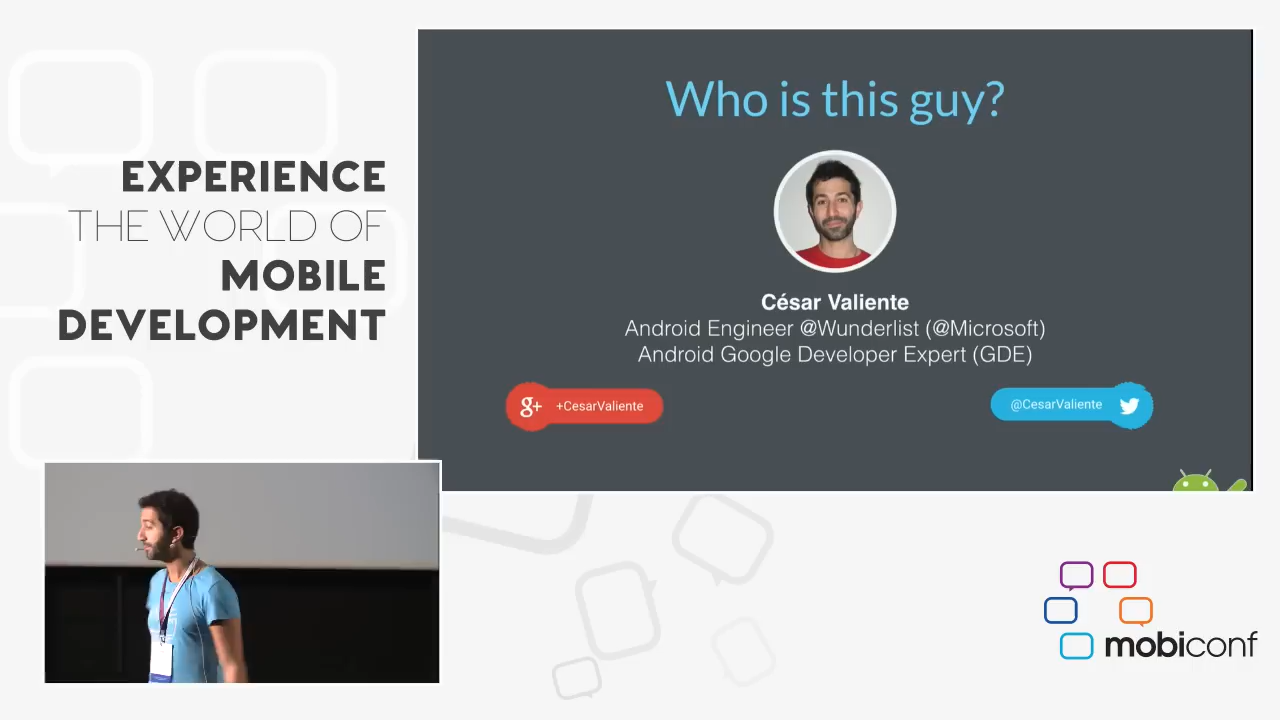 EXPERIENCE
THE WORLD OF
MOBILE
DEVELOPMENT
Who is this guy?
César Valiente
Android Engineer @Wunderlist (@Microsoft)
Android Google Developer Expert (GDE)
g+ +CesarValiente
@CesarValiente
mobiconf